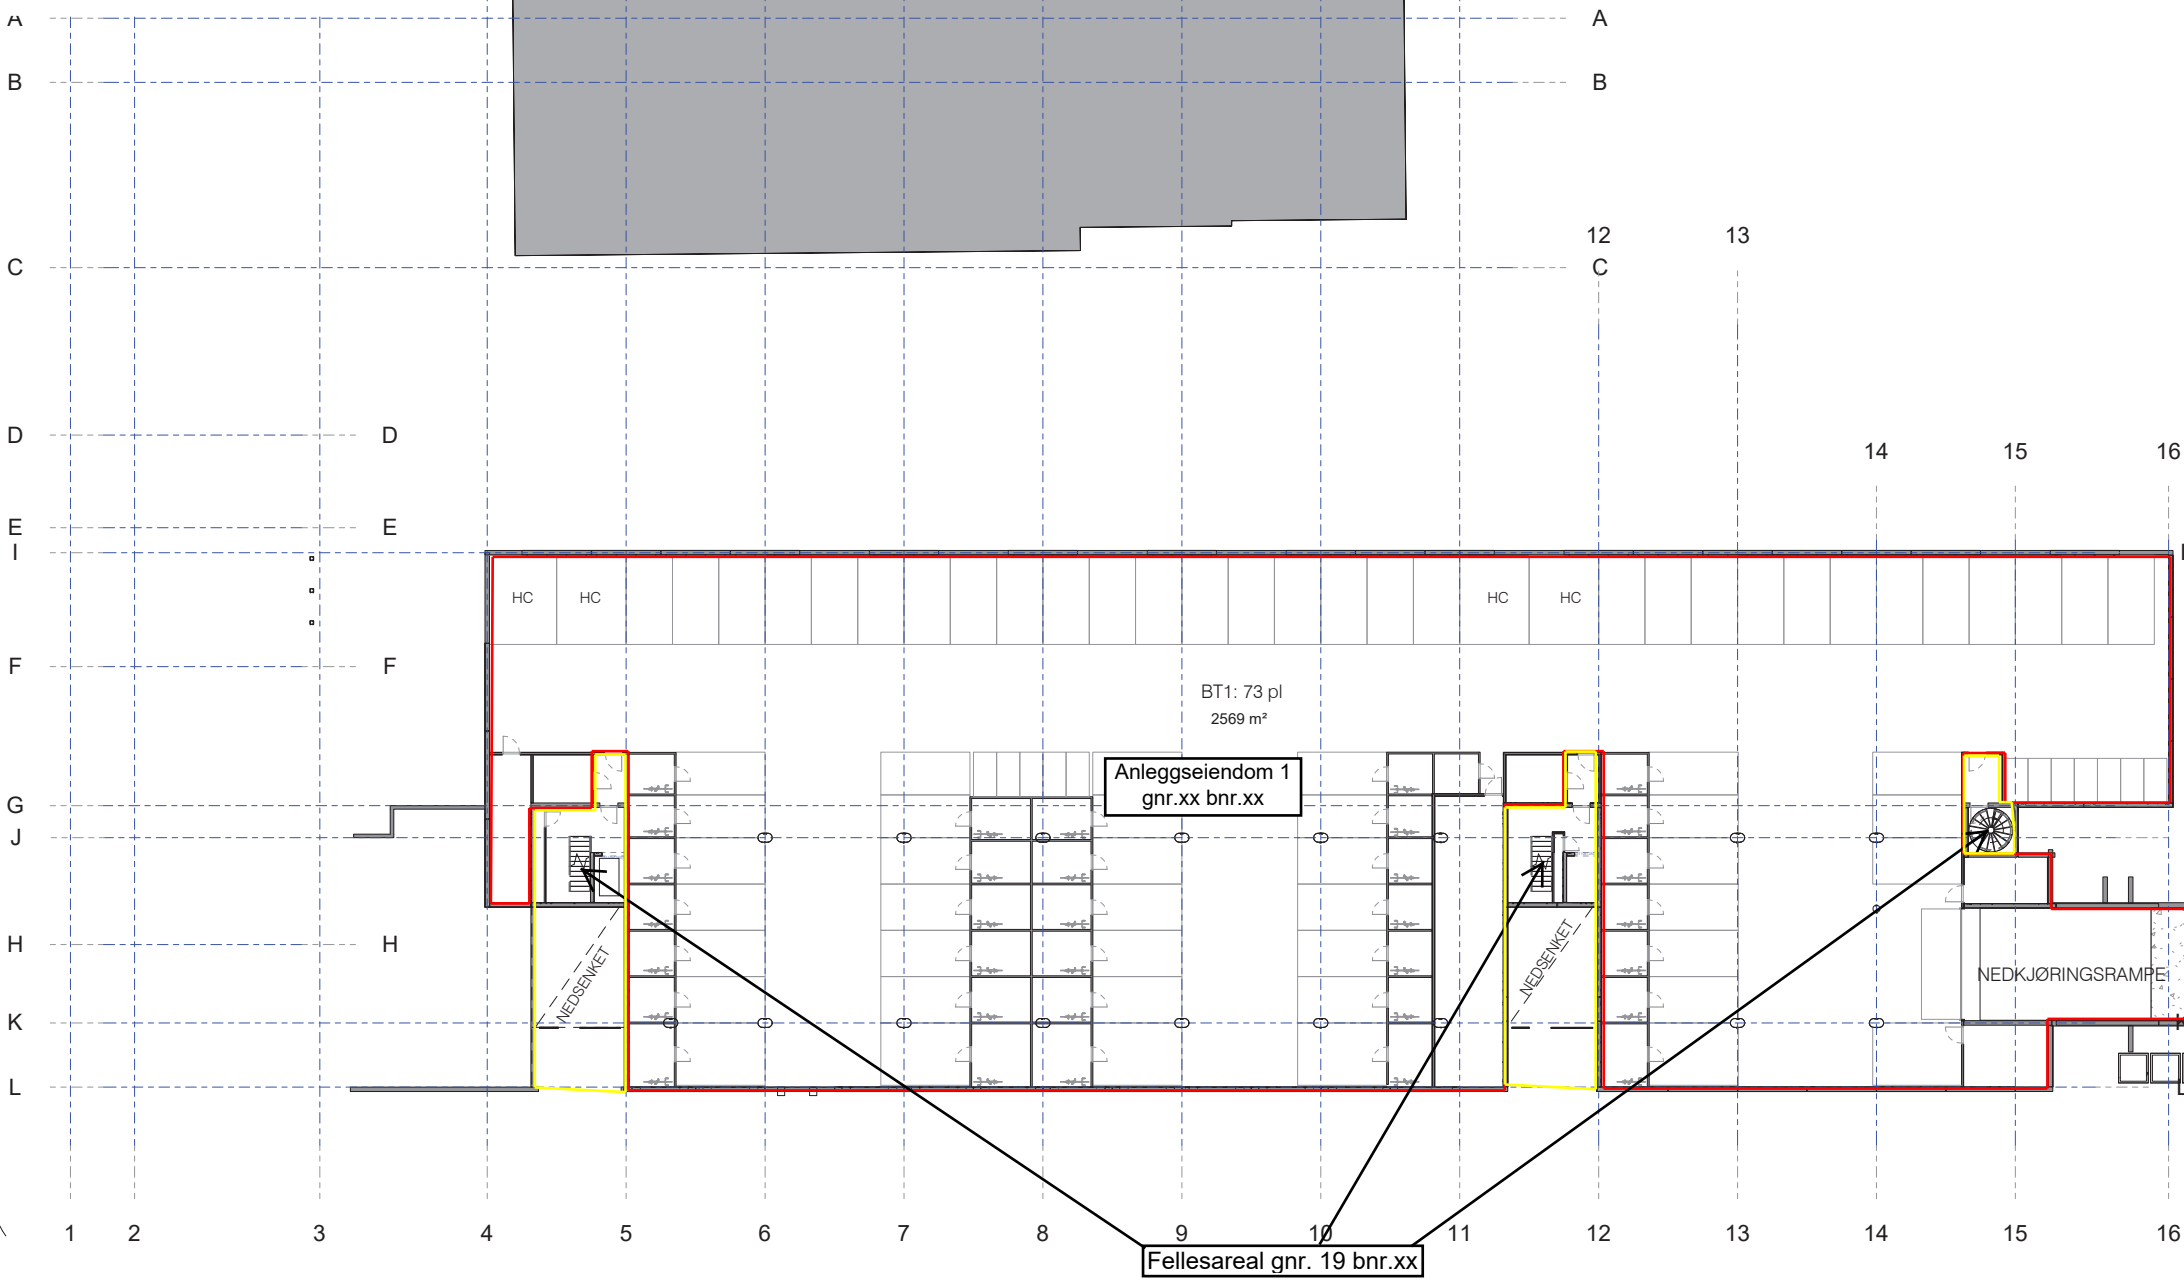 A A
B B
12 13
C C
D D
14 15 16
E E
I
HC HC HC HC
F F
BT1: 73 pl
2569 m²
Anleggseiendom 1
gnr.xx bnr.xx
G
J
H H
NEDSENKET NEDSENKET
NEDKJØRINGSRAMPE
K
L
1 2 3 4 5 6 7 8 9 10 11 12 13 14 15 16
Fellesareal gnr. 19 bnr.xx